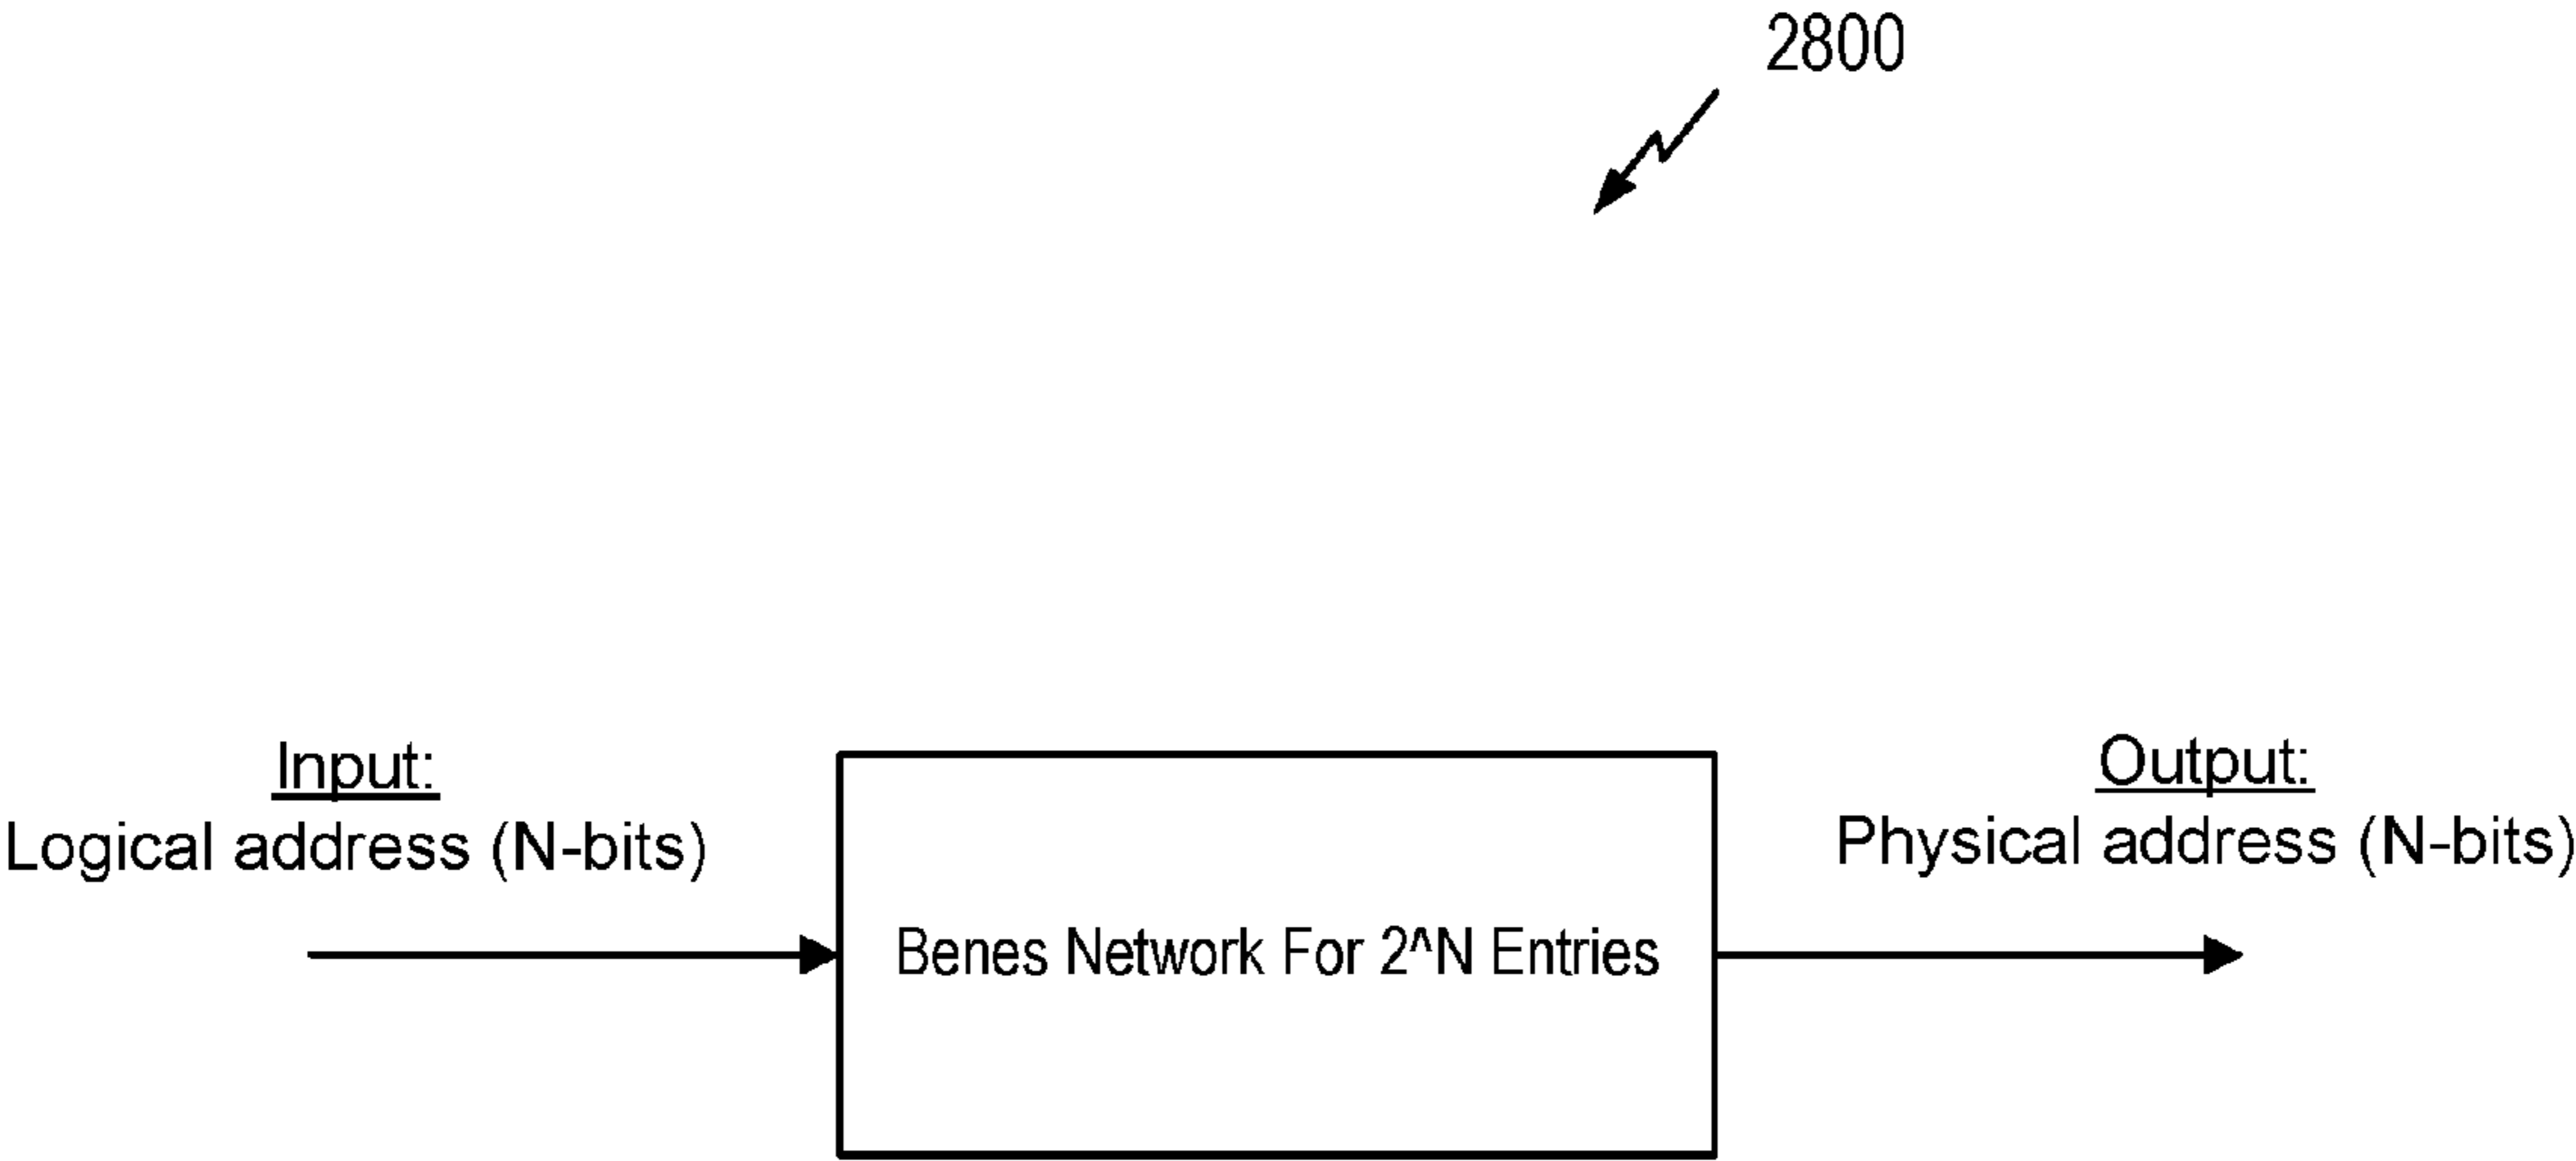 2800
Input:
Logical address (N-bits)
Benes Network For 2^N Entries
Output:
Physical address (N-bits)